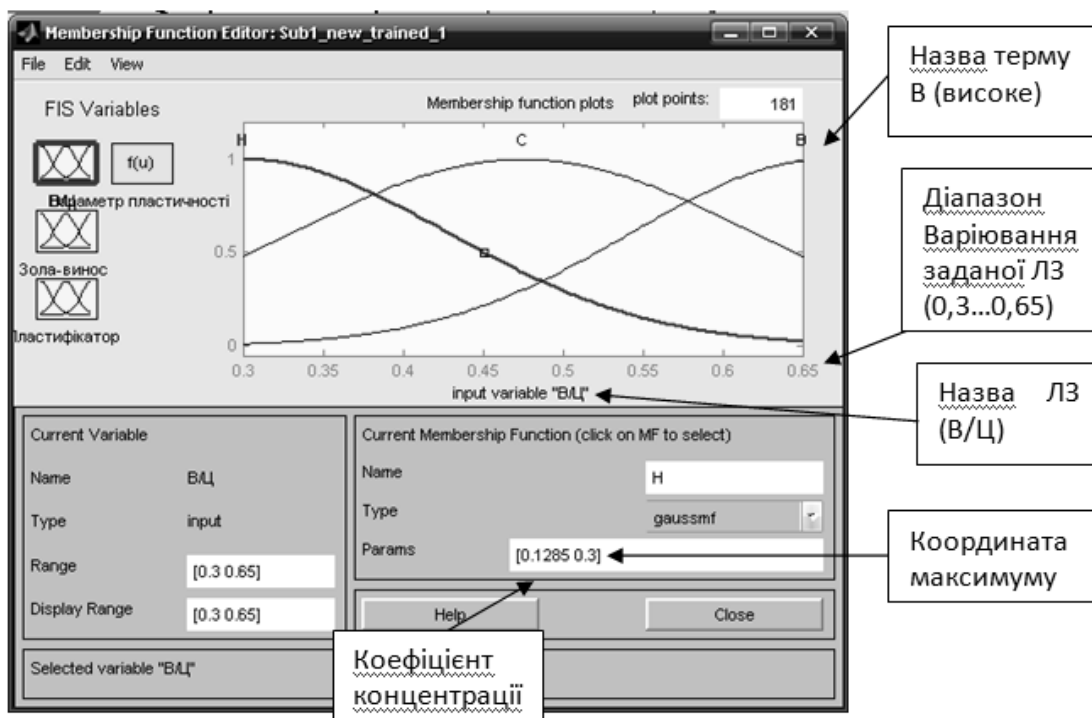 Membership Function Editor: Sub1_new_trained_1
File Edit View
FIS Variables
Membership function plots
plot points:
181
f(u)
В/Ц
Параметр пластичності
Зола-винос
Пластифікатор
Н
С
В
1
0.5
0
0.3
0.35
0.4
0.45
0.5
0.55
0.6
0.65
input variable "В/Ц"
Current Variable
Name
В/Ц
Type
input
Range
[0.3 0.65]
Display Range
[0.3 0.65]
Current Membership Function (click on MF to select)
Name
Н
Type
gaussmf
Params
[0.1285 0.3]
Help
Close
Selected variable "В/Ц"
Назва терму
В (високе)
Діапазон
Варіювання
заданої ЛЗ
(0,3...0,65)
Назва ЛЗ
(В/Ц)
Координата
максимуму
Коефіцієнт
концентрації